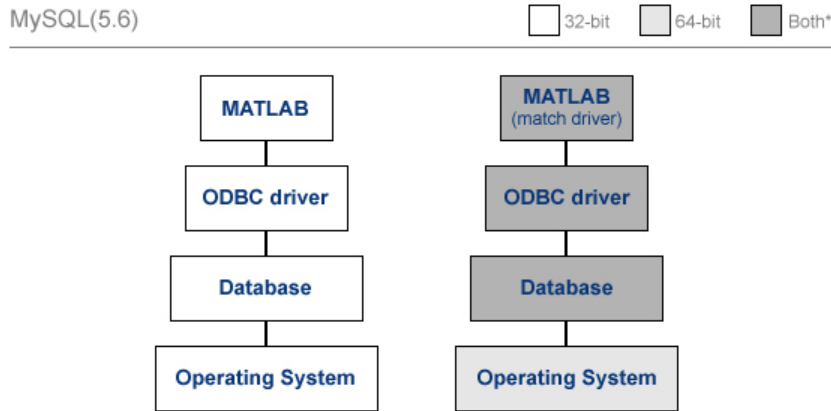 MySQL(5.6)
32-bit
64-bit
Both*
MATLAB
ODBC driver
Database
Operating System
MATLAB
(match driver)
ODBC driver
Database
Operating System